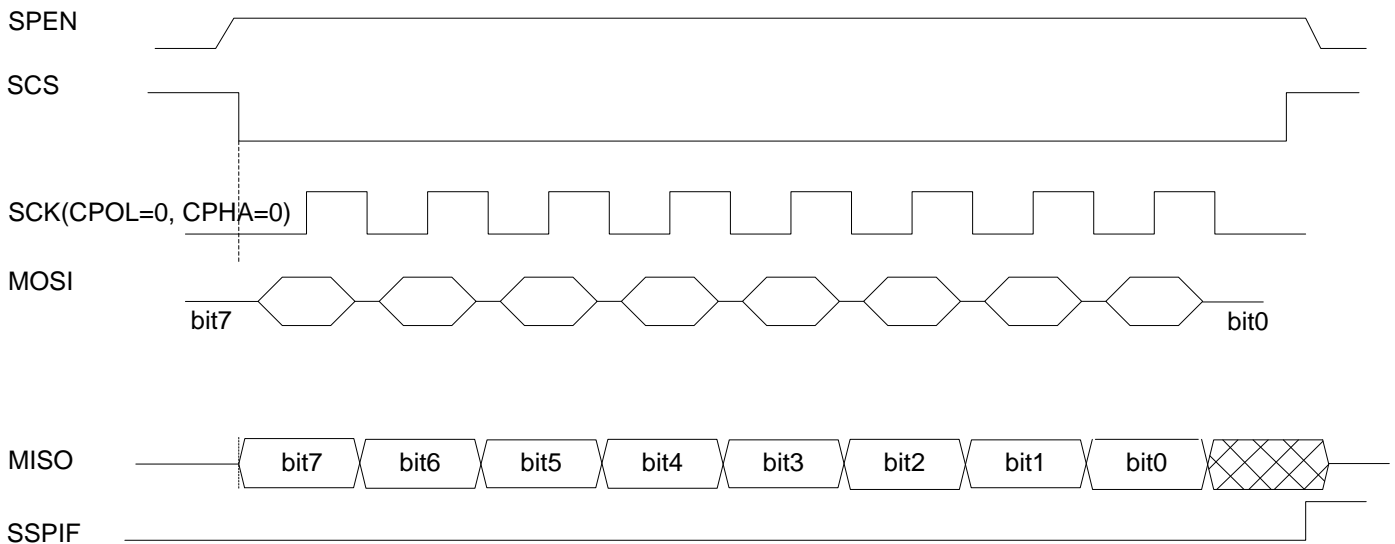 SPEN
SCS
SCK(CPOL=0, CPHA=0)
MOSI
bit7 bit0
MISO bit7 bit6 bit5 bit4 bit3 bit2 bit1 bit0
SSPIF